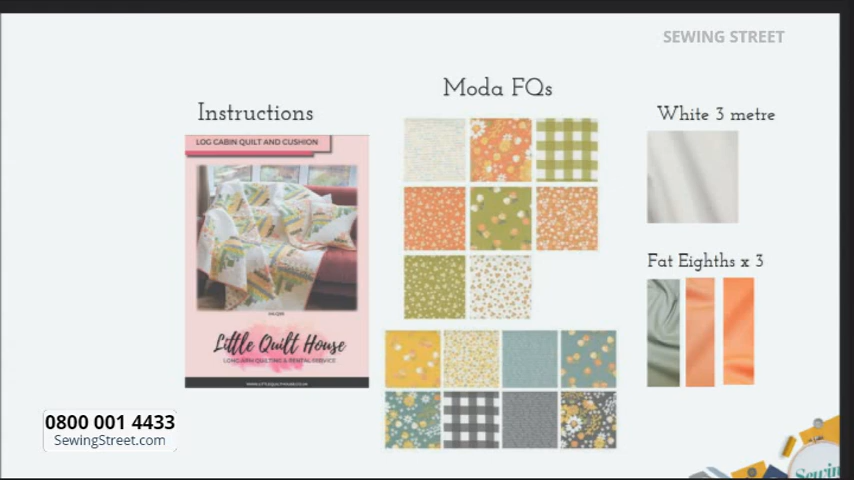 SEWING STREET
Moda FQs
Instructions
White 3 metre
LOG CABIN QUILT AND CUSHION
Fat Eighths x 3
Little Quilt House
LONG ARM QUILTING & RENTAL SERVICE
0800 001 4433
SewingStreet.com
Sewin